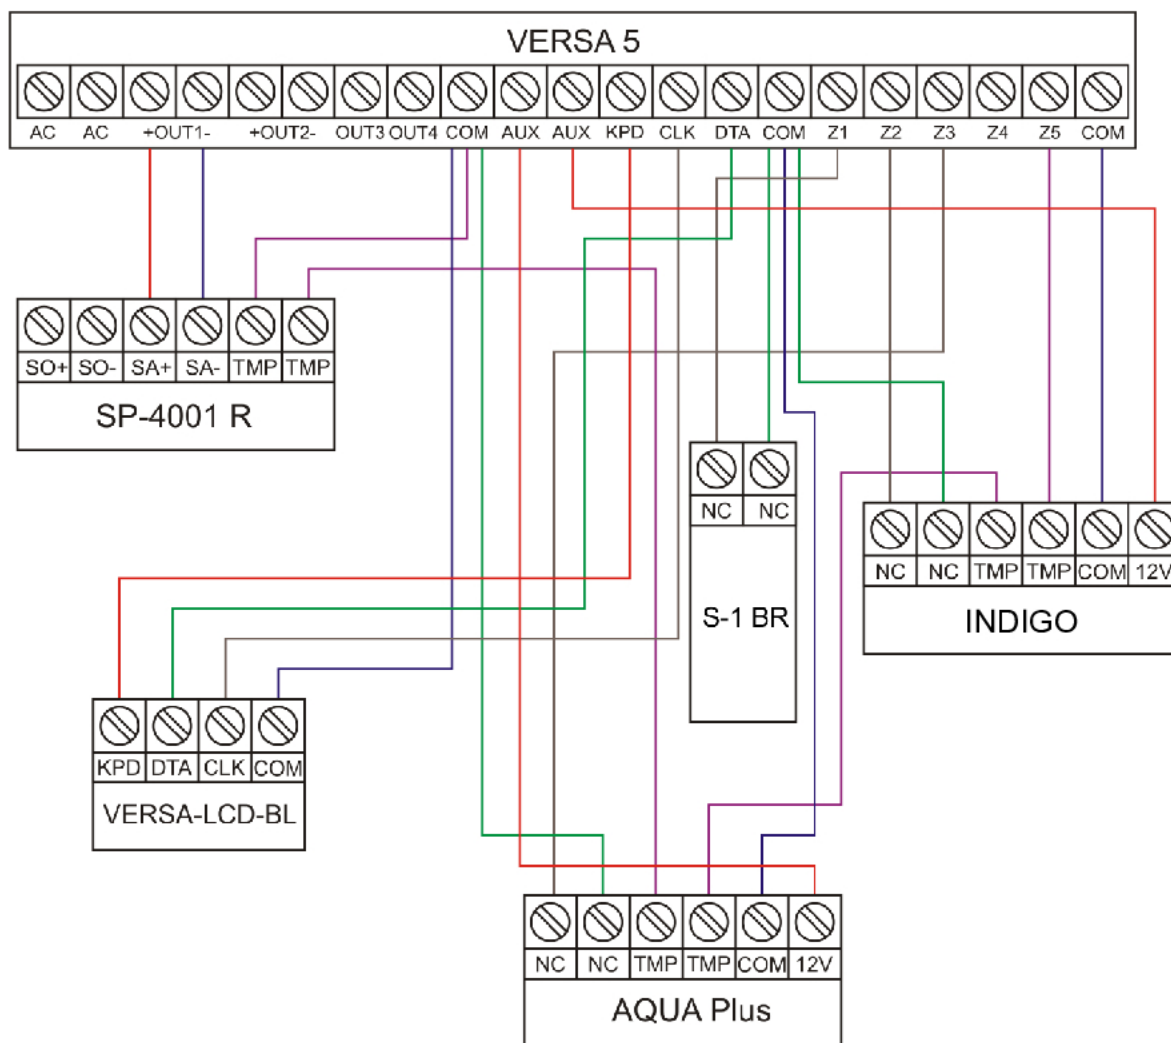 VERSA 5
AC AC +OUT1- +OUT2- OUT3 OUT4 COM AUX AUX KPD CLK DTA COM Z1 Z2 Z3 Z4 Z5 COM
SO+ SO- SA+ SA- TMP TMP
SP-4001 R
NC NC
S-1 BR
NC NC TMP TMP COM 12V
INDIGO
KPD DTA CLK COM
VERSA-LCD-BL
NC NC TMP TMP COM 12V
AQUA Plus